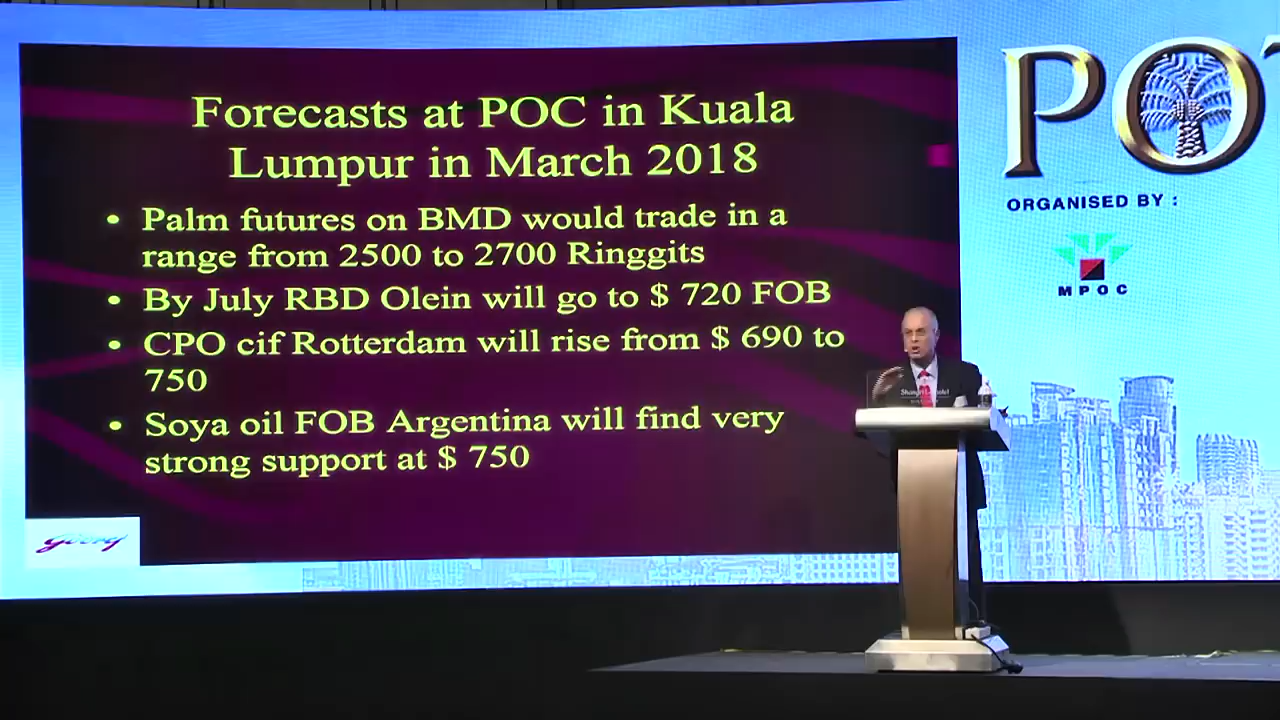 Forecasts at POC in Kuala
Lumpur in March 2018
• Palm futures on BMD would trade in a
range from 2500 to 2700 Ringgits
• By July RBD Olein will go to $ 720 FOB
• CPO cif Rotterdam will rise from $ 690 to
750
• Soya oil FOB Argentina will find very
strong support at $ 750
Godrej
POT
ORGANISED BY :
MPOC